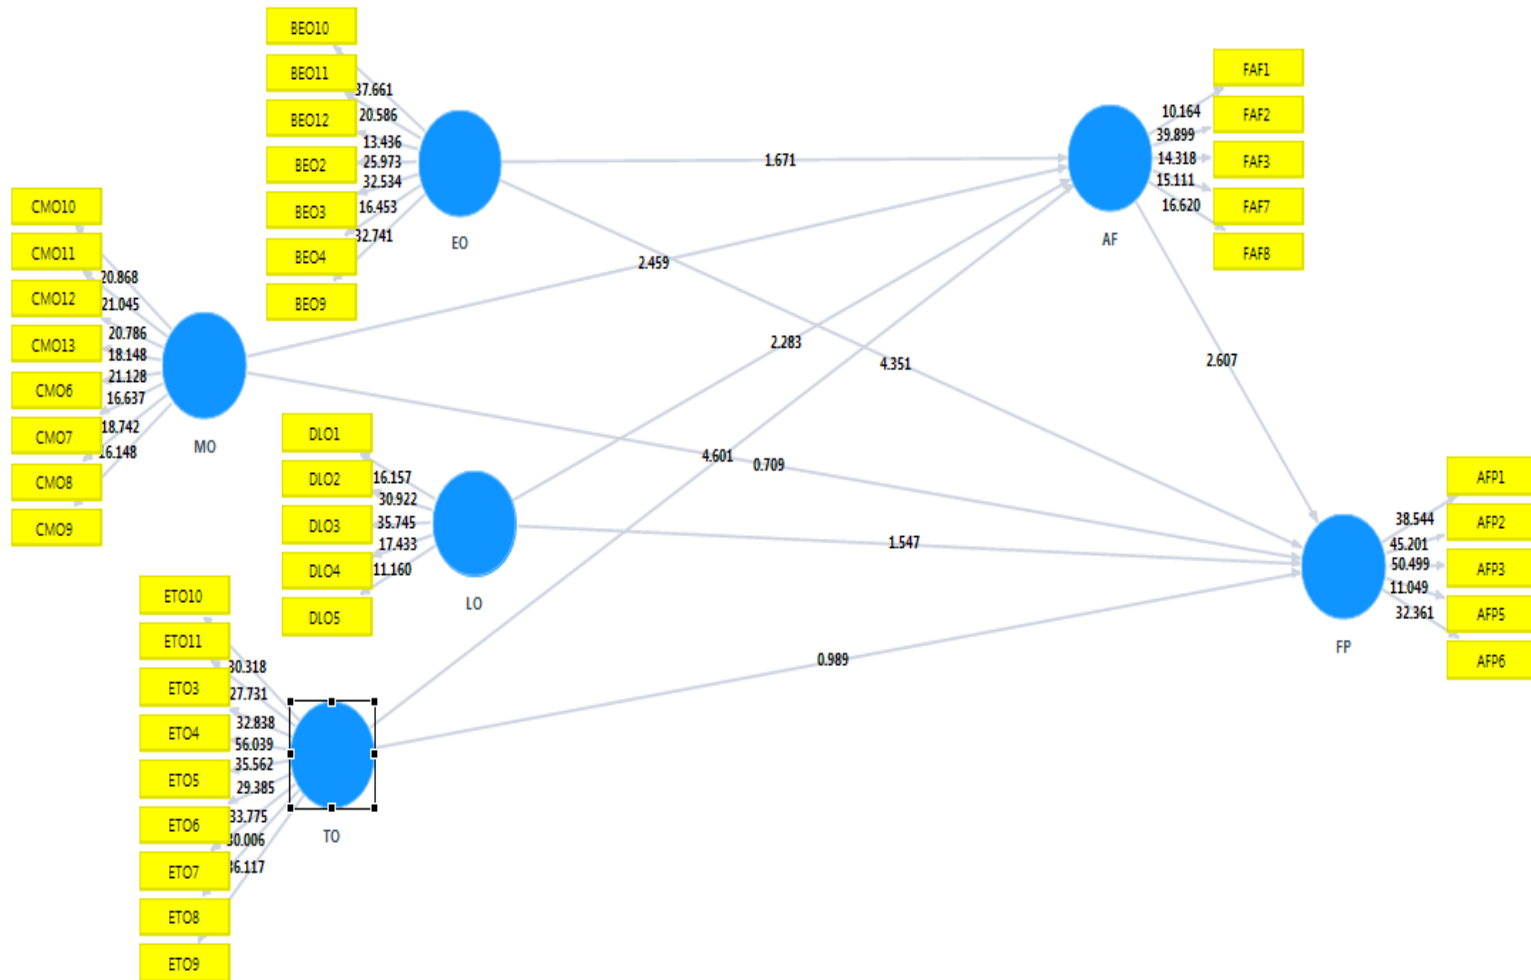 BEO10
BEO11
BEO12
BEO2
BEO3
BEO4
BEO9
37.661
20.586
13.436
25.973
32.534
16.453
32.741
EO
CMO10
CMO11
CMO12
CMO13
CMO6
CMO7
CMO8
CMO9
20.868
21.045
20.786
18.148
21.128
16.637
18.742
16.148
MO
DLO1
DLO2
DLO3
DLO4
DLO5
16.157
30.922
35.745
17.433
11.160
LO
ETO10
ETO11
ETO3
ETO4
ETO5
ETO6
ETO7
ETO8
ETO9
30.318
27.731
32.838
56.039
35.562
29.385
33.775
30.006
36.117
TO
1.671
2.459
2.283
4.351
4.601
0.709
1.547
0.989
2.607
AF
10.164
39.899
14.318
15.111
16.620
FAF1
FAF2
FAF3
FAF7
FAF8
FP
38.544
45.201
50.499
11.049
32.361
AFP1
AFP2
AFP3
AFP5
AFP6